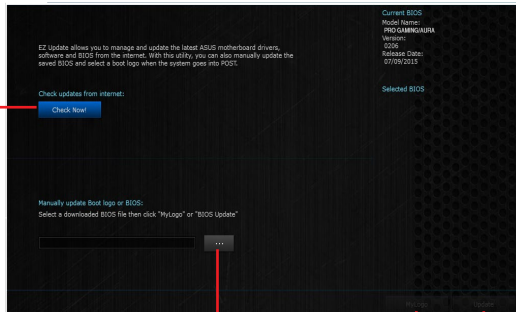 EZ Update allows you to manage and update the latest ASUS motherboard drivers,
software and BIOS from the internet. With this utility, you can also manually update the
saved BIOS and select a boot logo when the system goes into POST.
Check updates from internet:
Check Now!
Manually update Boot logo or BIOS:
Select a downloaded BIOS file then click "MyLogo" or "BIOS Update"
...
Current BIOS
Model Name:
PRO GAMING/AURA
Version:
0206
Release Date:
07/09/2015
Selected BIOS
MyLogo
Update